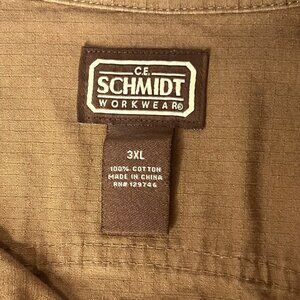 C.E.
SCHMIDT
WORKWEAR®
3XL
100% COTTON
MADE IN CHINA
RN# 129746